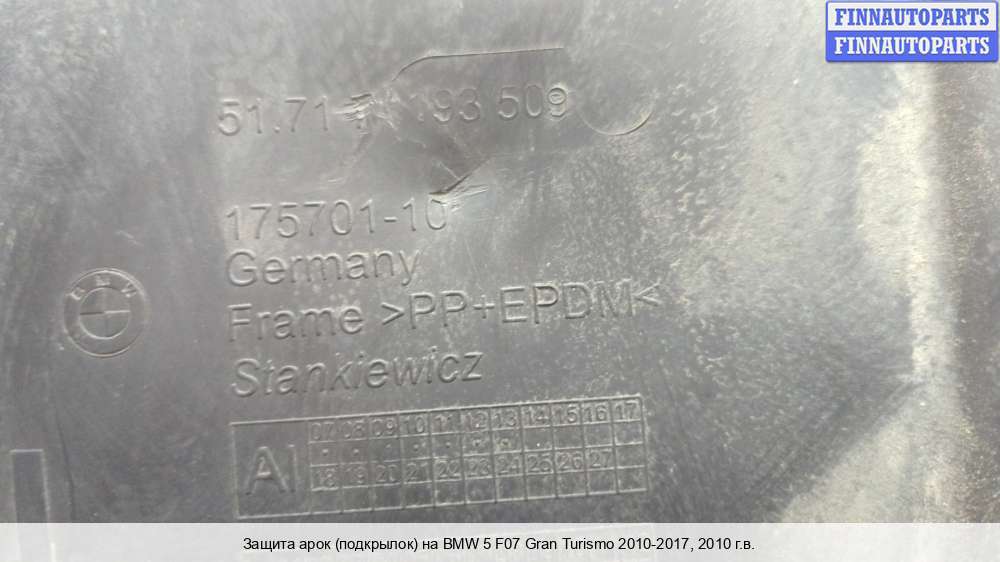 FINNAUTOPARTS
FINNAUTOPARTS
51.71 193 509
175701-10
Germany
BMW
Frame >PP+EPDM<
Stankiewicz
AI
07 08 09 10 11 12 13 14 15 16 17
18 19 20 21 22 23 24 25 26 27
Защита арок (подкрылок) на BMW 5 F07 Gran Turismo 2010-2017, 2010 г.в.